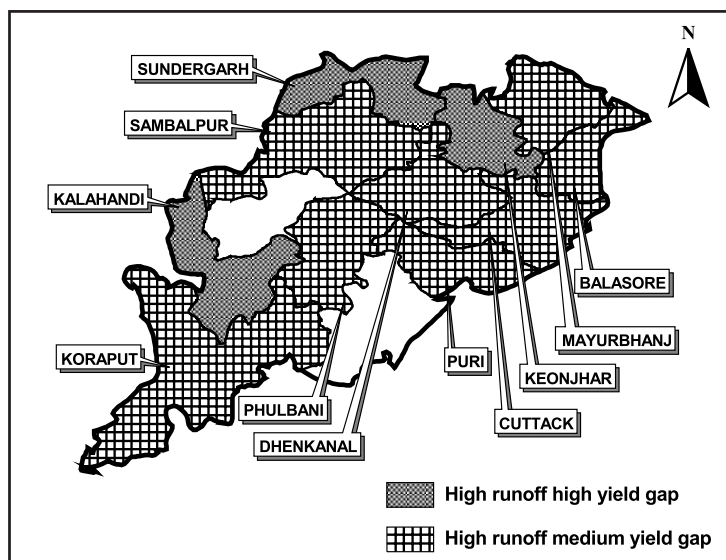 N
SUNDERGARH
SAMBALPUR
KALAHANDI
BALASORE
MAYURBHANJ
KORAPUT
PURI
KEONJHAR
PHULBANI
CUTTACK
DHENKANAL
High runoff high yield gap
High runoff medium yield gap